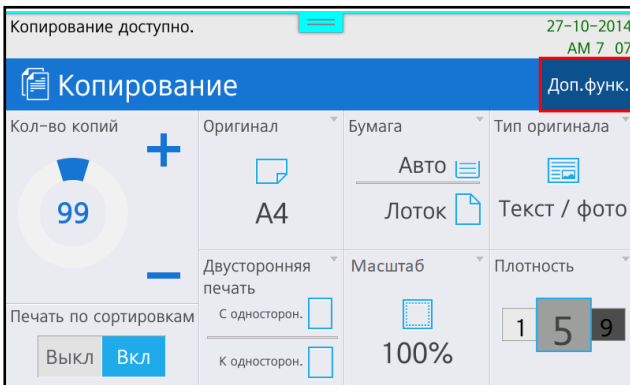 Копирование доступно.
27-10-2014
AM 7 07
Копирование
Доп.функ.
Кол-во копий
99
Оригинал
A4
Бумага
Авто
Лоток
Тип оригинала
Текст / фото
Печать по сортировкам
Выкл Вкл
Двусторонняя
печать
С односторон.
К односторон.
Масштаб
100%
Плотность
1 5 9